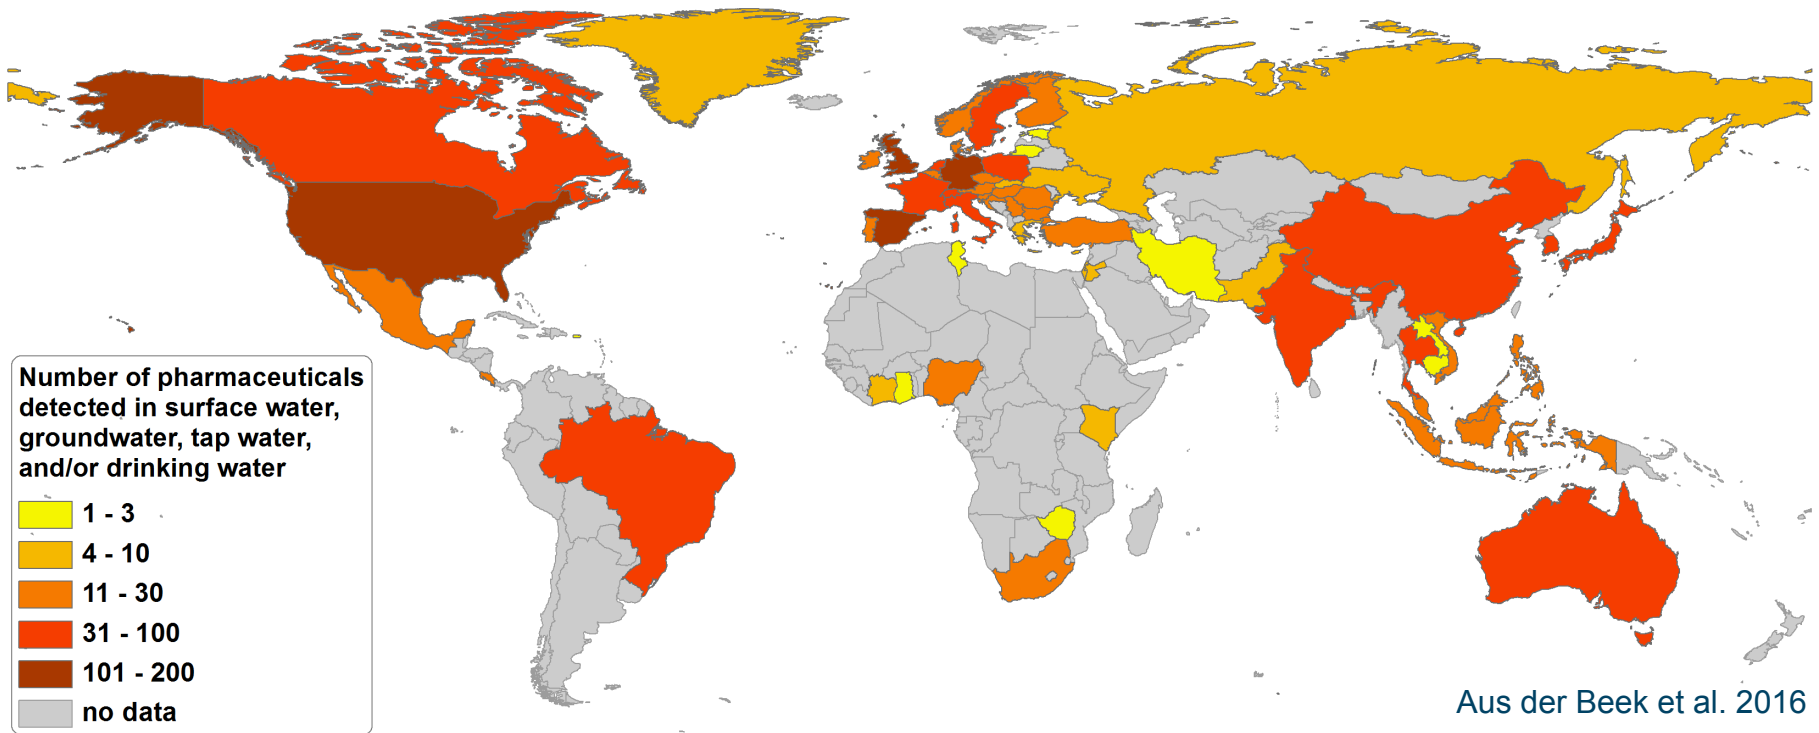 Number of pharmaceuticals
detected in surface water,
groundwater, tap water,
and/or drinking water
1 - 3
4 - 10
11 - 30
31 - 100
101 - 200
no data
Aus der Beek et al. 2016